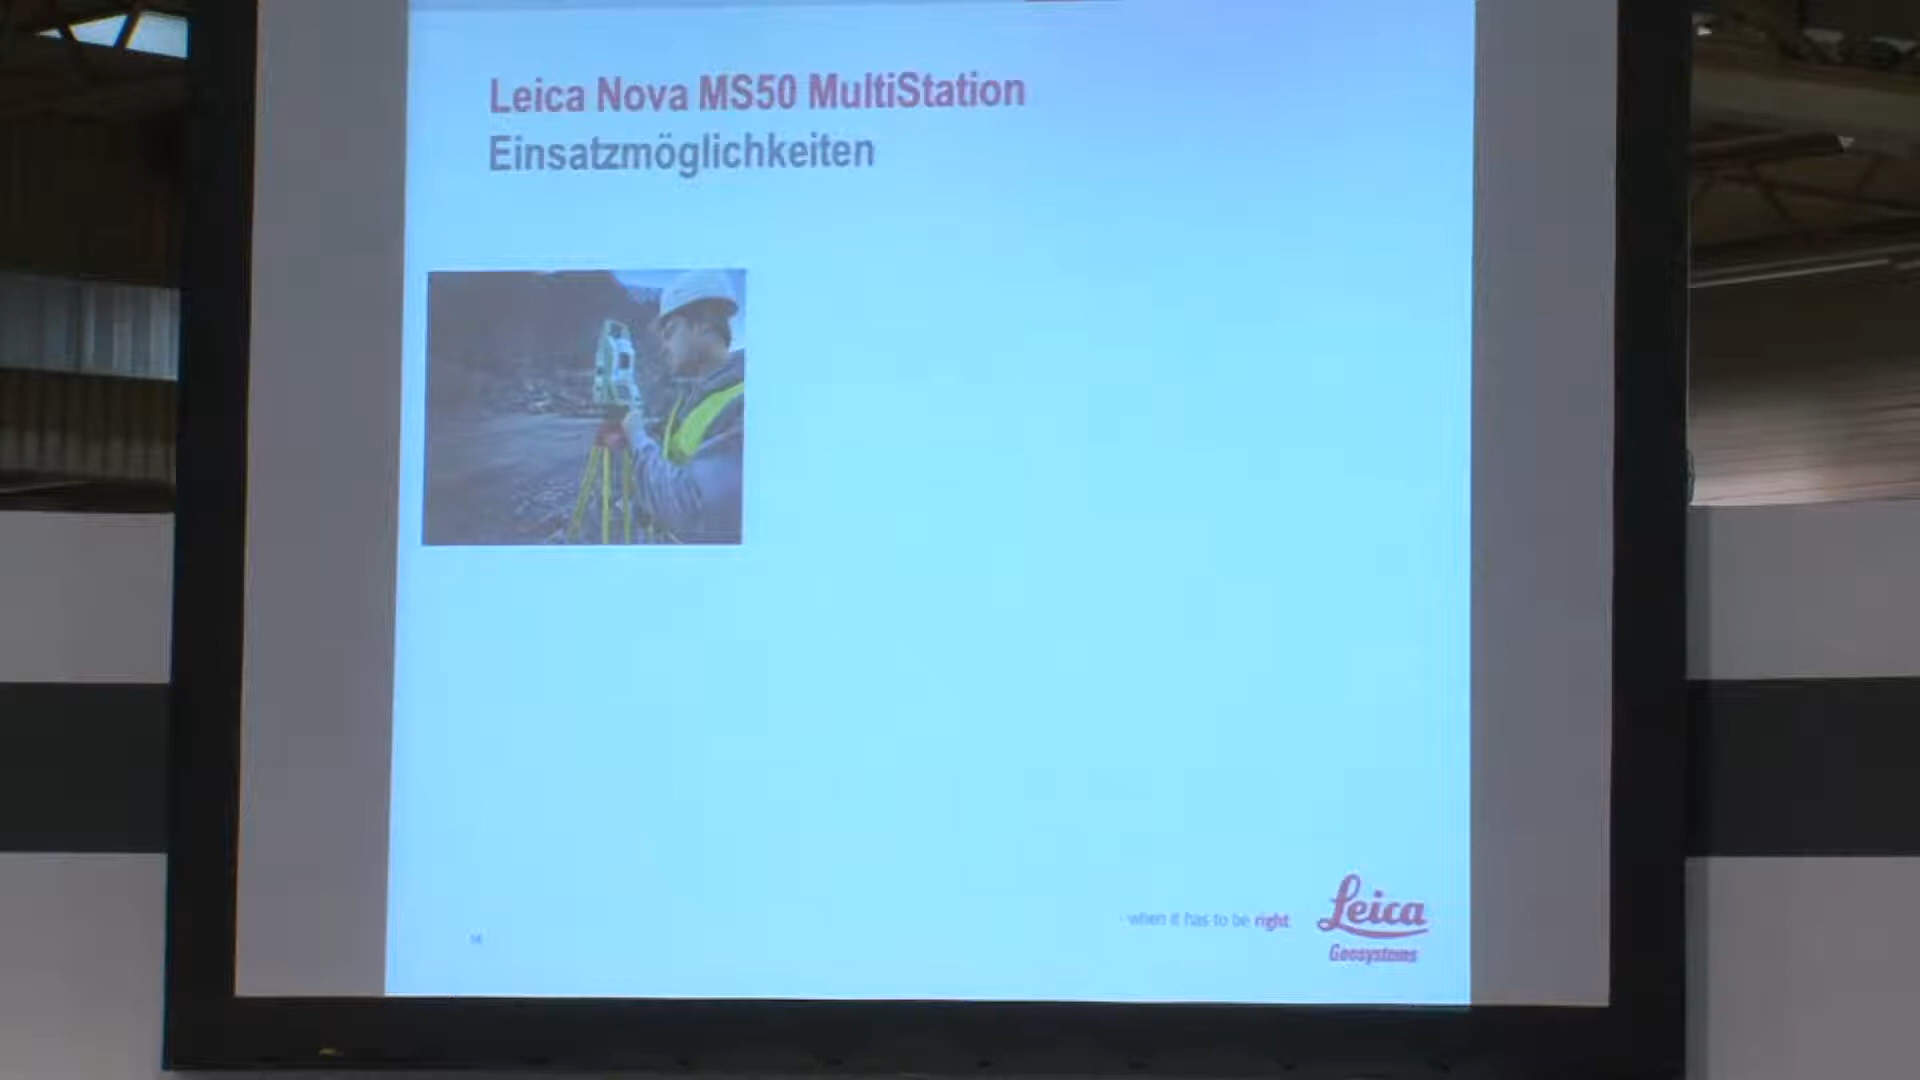 Leica Nova MS50 MultiStation
Einsatzmöglichkeiten
- when it has to be right
Leica
Geosystems